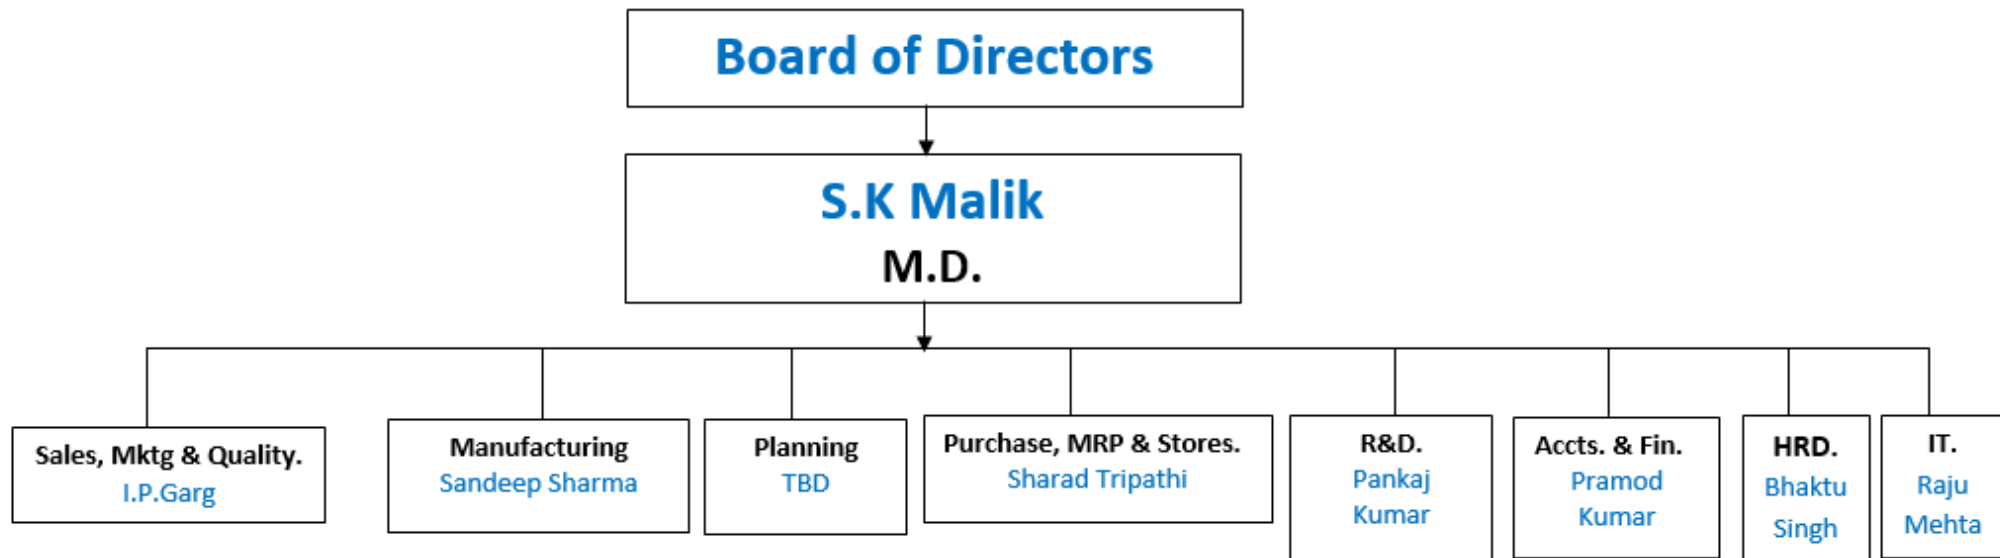 Board of Directors
S.K Malik
M.D.
Sales, Mktg & Quality.
I.P.Garg
Manufacturing
Sandeep Sharma
Planning
TBD
Purchase, MRP & Stores.
Sharad Tripathi
R&D.
Pankaj
Kumar
Accts. & Fin.
Pramod
Kumar
HRD.
Bhaktu
Singh
IT.
Raju
Mehta